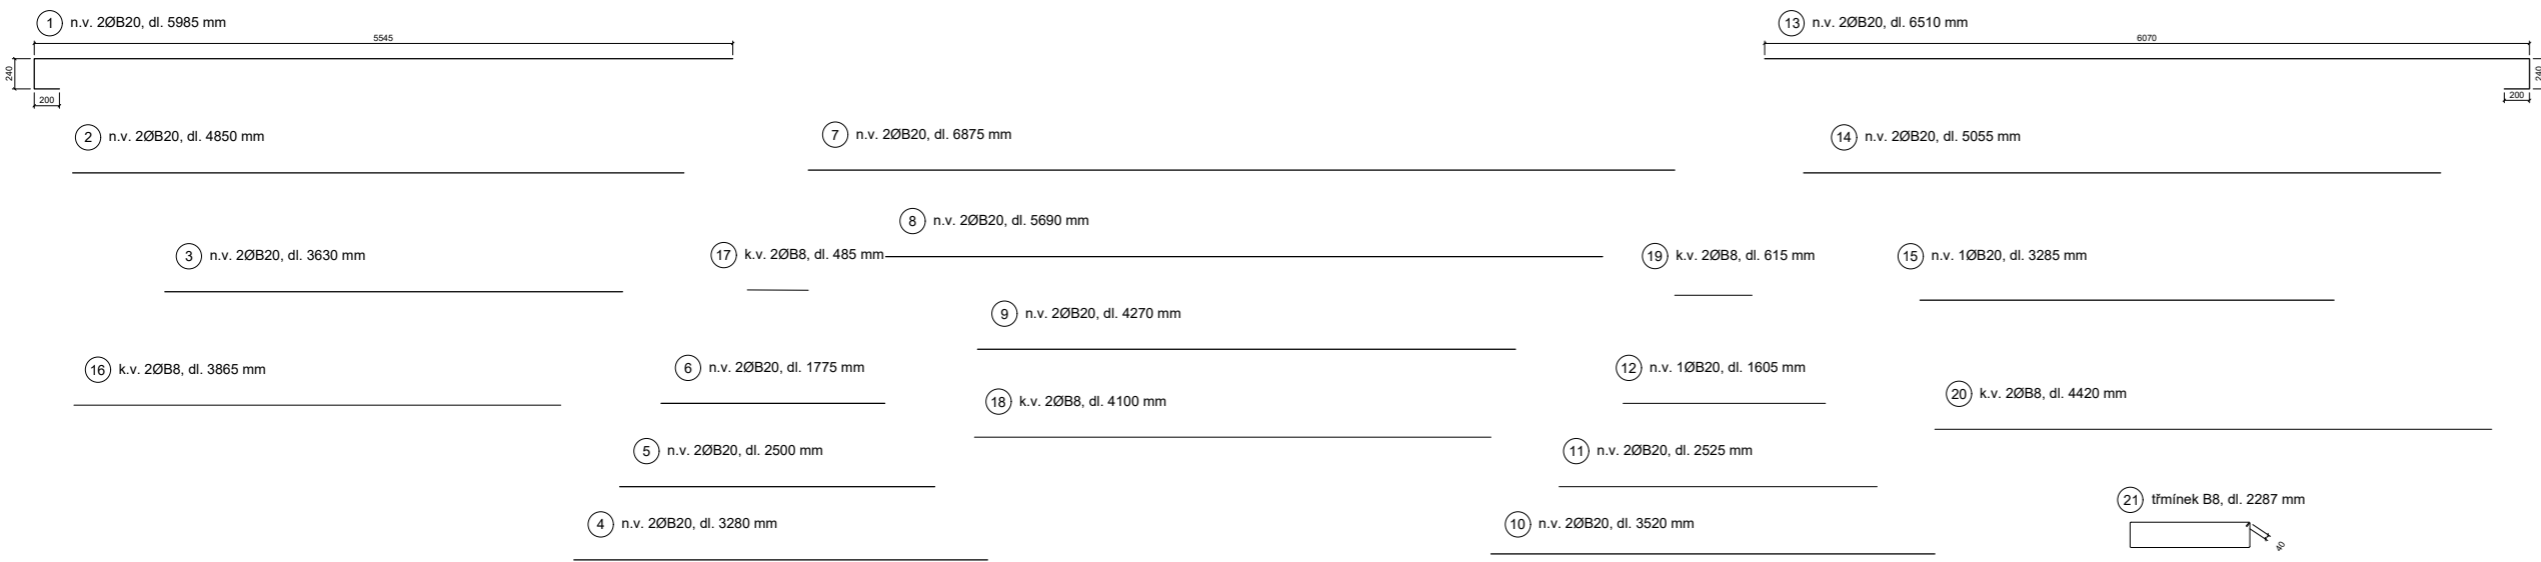 1 n.v. 2ØB20, dl. 5985 mm
5545
240
200
13 n.v. 2ØB20, dl. 6510 mm
6070
240
200
2 n.v. 2ØB20, dl. 4850 mm
7 n.v. 2ØB20, dl. 6875 mm
14 n.v. 2ØB20, dl. 5055 mm
8 n.v. 2ØB20, dl. 5690 mm
3 n.v. 2ØB20, dl. 3630 mm
17 k.v. 2ØB8, dl. 485 mm
19 k.v. 2ØB8, dl. 615 mm
15 n.v. 1ØB20, dl. 3285 mm
9 n.v. 2ØB20, dl. 4270 mm
16 k.v. 2ØB8, dl. 3865 mm
6 n.v. 2ØB20, dl. 1775 mm
12 n.v. 1ØB20, dl. 1605 mm
18 k.v. 2ØB8, dl. 4100 mm
20 k.v. 2ØB8, dl. 4420 mm
5 n.v. 2ØB20, dl. 2500 mm
11 n.v. 2ØB20, dl. 2525 mm
21 třmínek B8, dl. 2287 mm
40
4 n.v. 2ØB20, dl. 3280 mm
10 n.v. 2ØB20, dl. 3520 mm